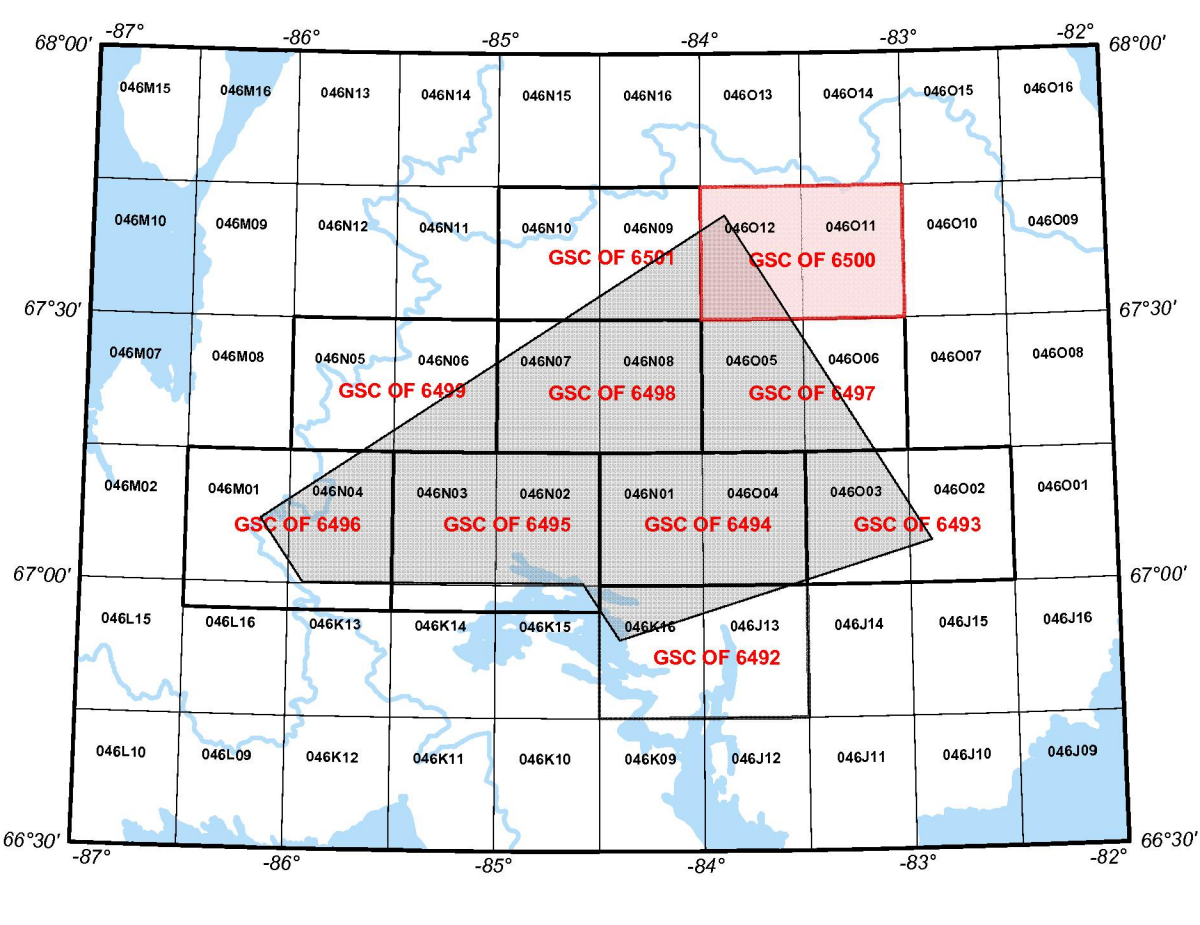 -87° -86° -85° -84° -83° -82°
68°00' 68°00'
046M15 046M16 046N13 046N14 046N15 046N16 046O13 046O14 046O15 046O16
046M10 046M09 046N12 046N11 046N10 046N09 046O12 046O11 046O10 046O09
GSC OF 6501 GSC OF 6500
67°30' 67°30'
046M07 046M08 046N05 046N06 046N07 046N08 046O05 046O06 046O07 046O08
GSC OF 6499 GSC OF 6498 GSC OF 6497
046M02 046M01 046N04 046N03 046N02 046N01 046O04 046O03 046O02 046O01
GSC OF 6496 GSC OF 6495 GSC OF 6494 GSC OF 6493
67°00' 67°00'
046L15 046L16 046K13 046K14 046K15 046K16 046J13 046J14 046J15 046J16
GSC OF 6492
046L10 046L09 046K12 046K11 046K10 046K09 046J12 046J11 046J10 046J09
66°30' 66°30'
-87° -86° -85° -84° -83° -82°